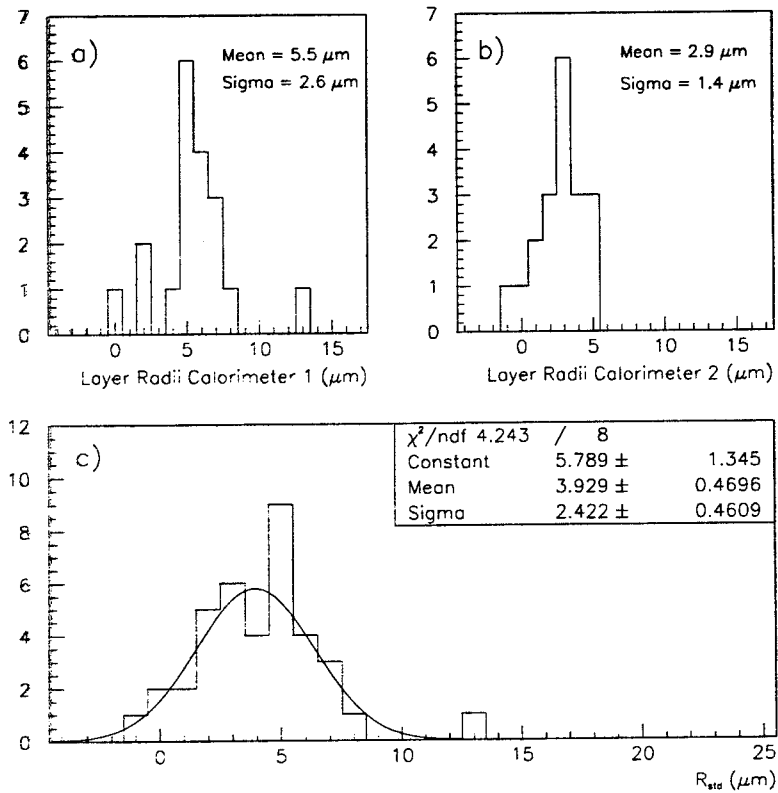 a)
Mean = 5.5 μm
Sigma = 2.6 μm
7
6
5
4
3
2
1
0
0 5 10 15
Layer Radii Calorimeter 1 (μm)
b)
Mean = 2.9 μm
Sigma = 1.4 μm
7
6
5
4
3
2
1
0
0 5 10 15
Layer Radii Calorimeter 2 (μm)
c)
χ²/ndf 4.243 / 8
Constant 5.789 ± 1.345
Mean 3.929 ± 0.4696
Sigma 2.422 ± 0.4609
12
10
8
6
4
2
0
0 5 10 15 20 25
R_std (μm)